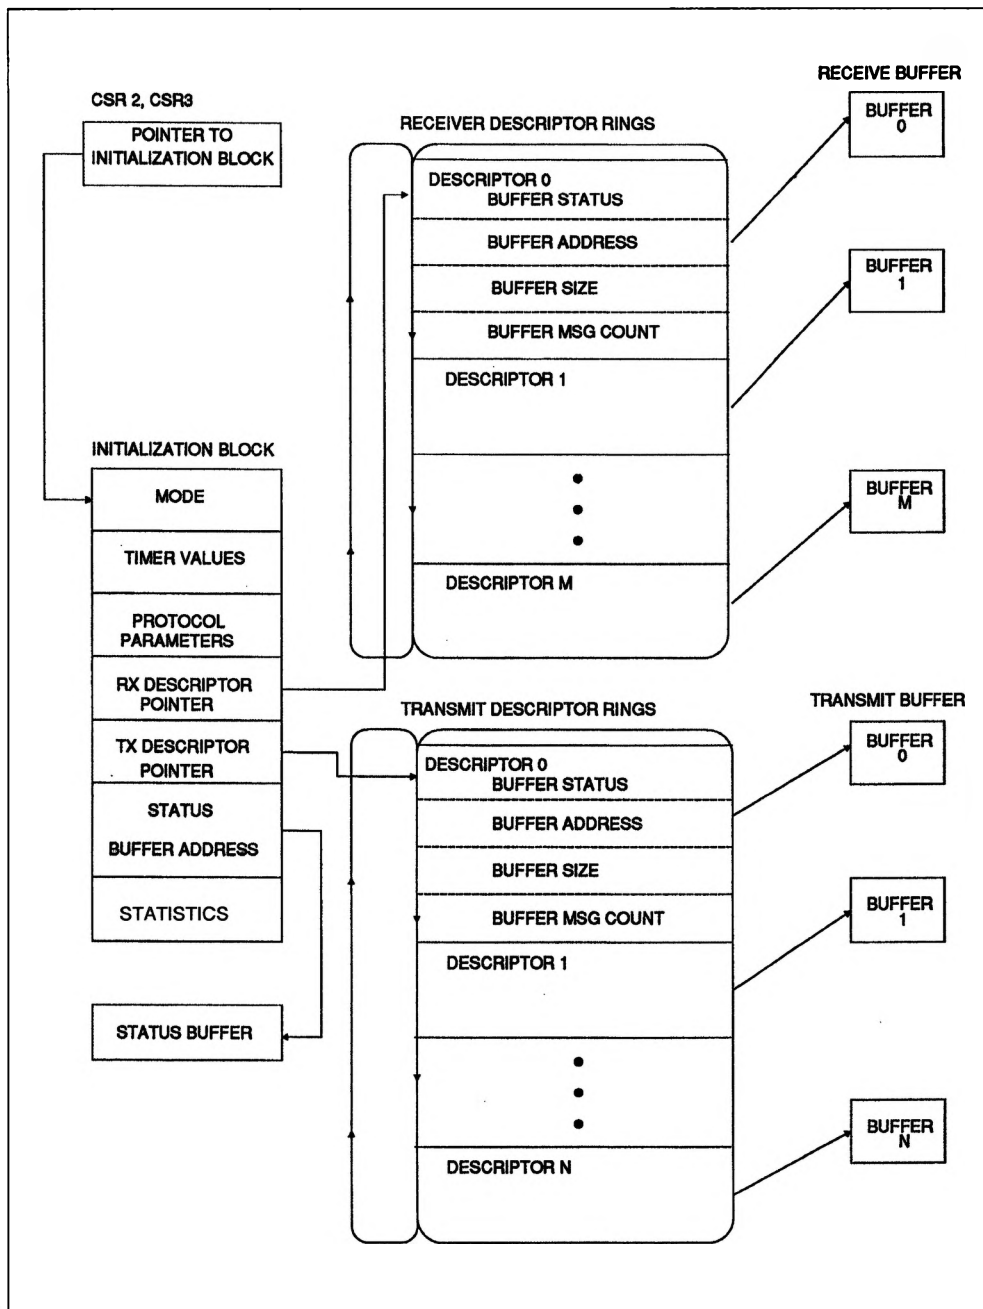 CSR 2, CSR3
POINTER TO
INITIALIZATION BLOCK
INITIALIZATION BLOCK
MODE
TIMER VALUES
PROTOCOL
PARAMETERS
RX DESCRIPTOR
POINTER
TX DESCRIPTOR
POINTER
STATUS
BUFFER ADDRESS
STATISTICS
STATUS BUFFER
RECEIVER DESCRIPTOR RINGS
DESCRIPTOR 0
BUFFER STATUS
BUFFER ADDRESS
BUFFER SIZE
BUFFER MSG COUNT
DESCRIPTOR 1
DESCRIPTOR M
RECEIVE BUFFER
BUFFER
0
BUFFER
1
BUFFER
M
TRANSMIT DESCRIPTOR RINGS
DESCRIPTOR 0
BUFFER STATUS
BUFFER ADDRESS
BUFFER SIZE
BUFFER MSG COUNT
DESCRIPTOR 1
DESCRIPTOR N
TRANSMIT BUFFER
BUFFER
0
BUFFER
1
BUFFER
N